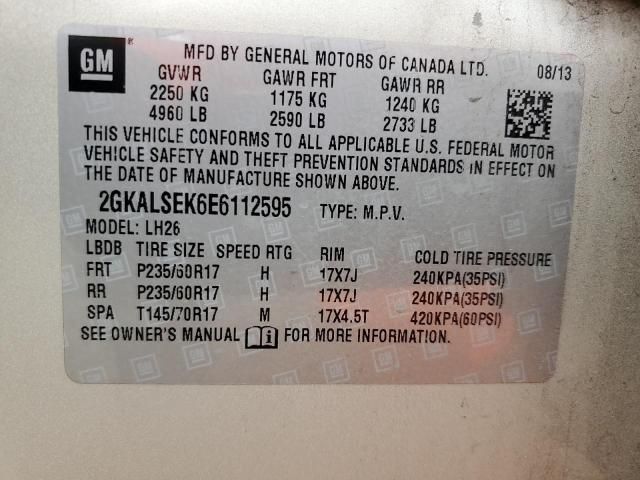 GM
MFD BY GENERAL MOTORS OF CANADA LTD. 08/13
GVWR GAWR FRT GAWR RR
2250 KG 1175 KG 1240 KG
4960 LB 2590 LB 2733 LB
THIS VEHICLE CONFORMS TO ALL APPLICABLE U.S. FEDERAL MOTOR
VEHICLE SAFETY AND THEFT PREVENTION STANDARDS IN EFFECT ON
THE DATE OF MANUFACTURE SHOWN ABOVE.
2GKALSEK6E6112595 TYPE: M.P.V.
MODEL: LH26
LBDB TIRE SIZE SPEED RTG RIM COLD TIRE PRESSURE
FRT P235/60R17 H 17X7J 240KPA(35PSI)
RR P235/60R17 H 17X7J 240KPA(35PSI)
SPA T145/70R17 M 17X4.5T 420KPA(60PSI)
SEE OWNER'S MANUAL FOR MORE INFORMATION.